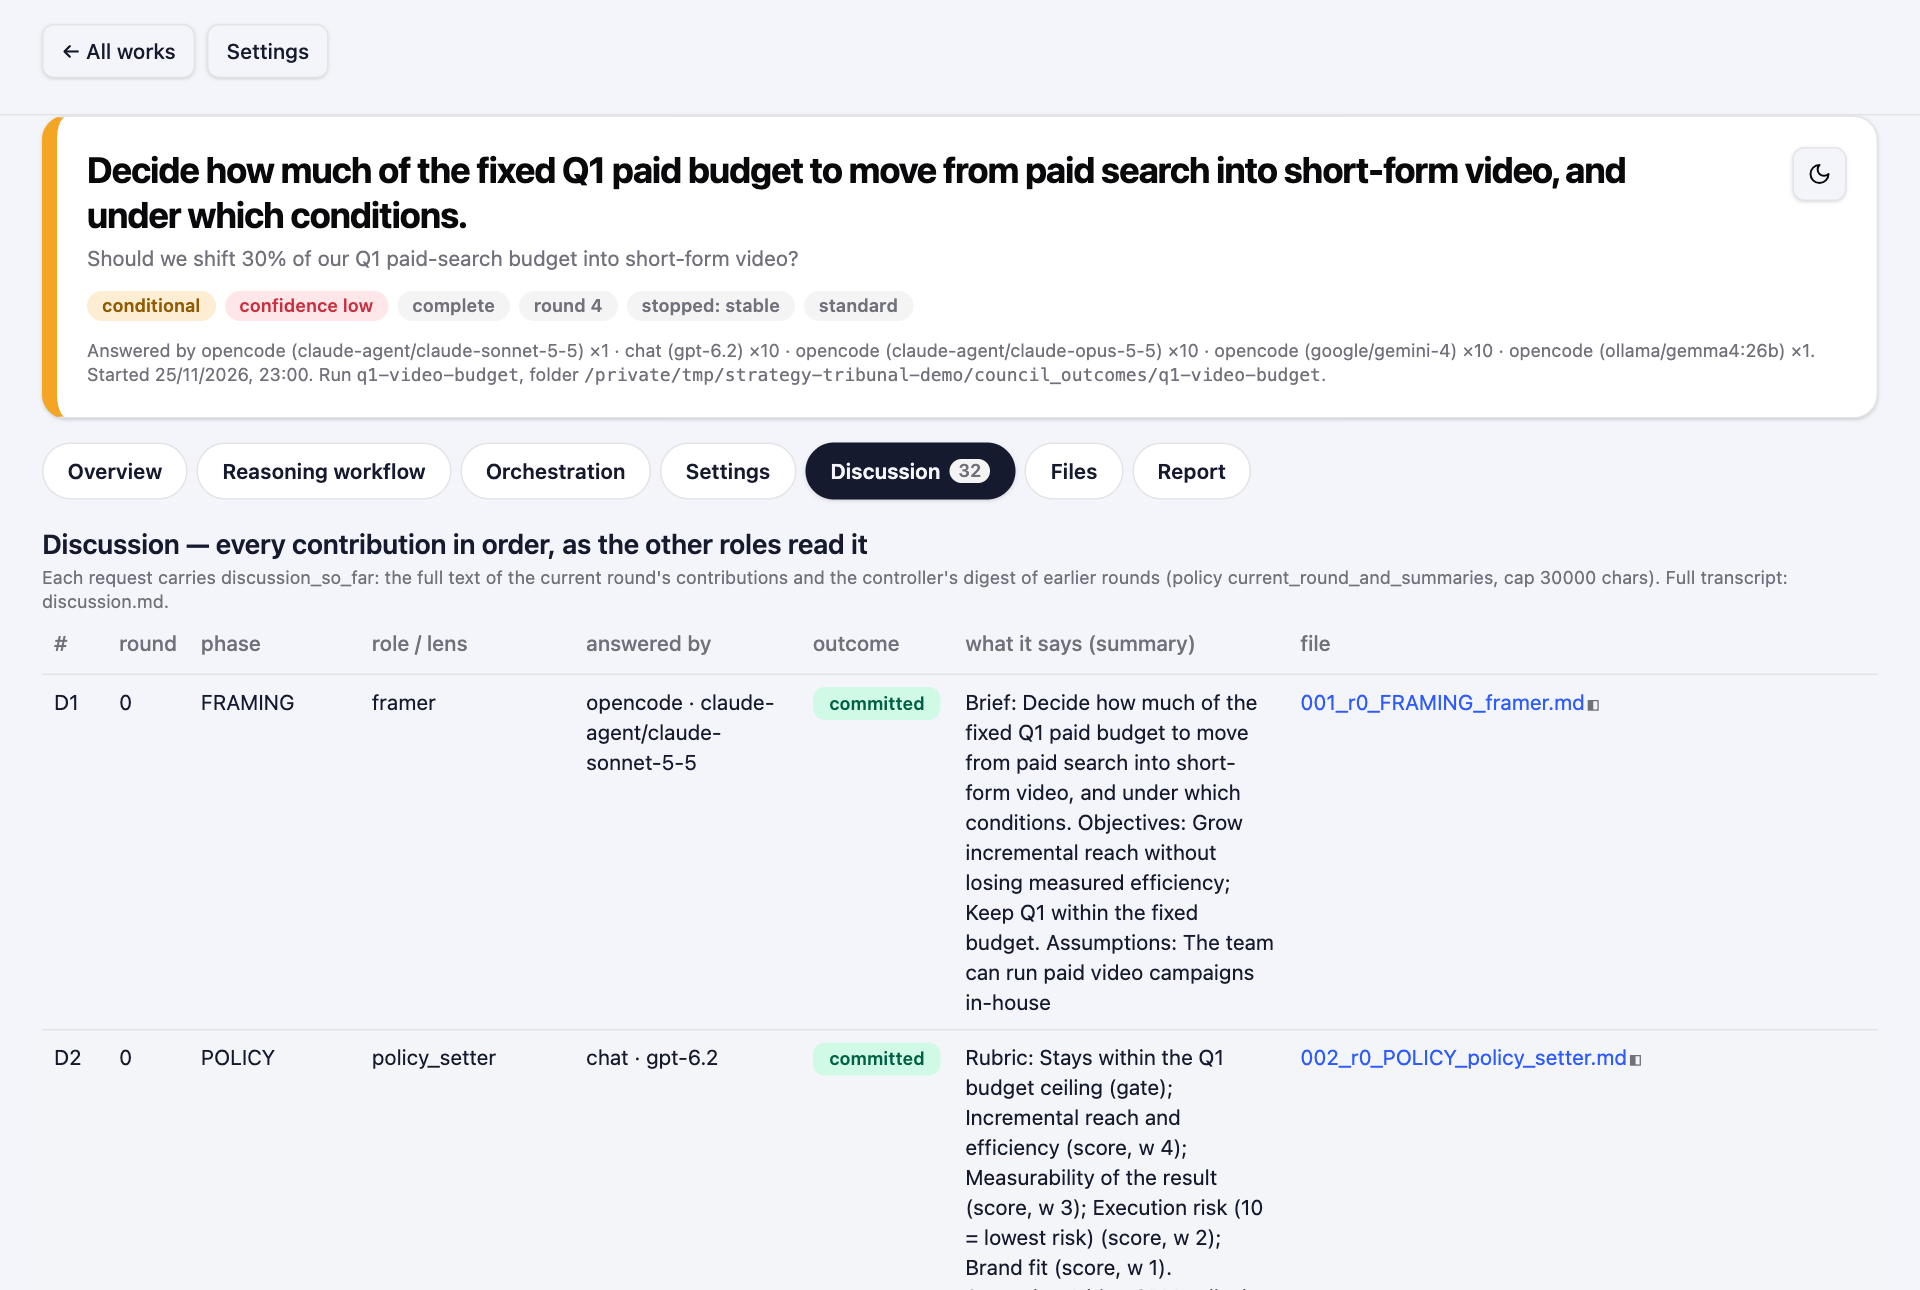 ← All works
Settings
Decide how much of the fixed Q1 paid budget to move from paid search into short-form video, and
under which conditions.
Should we shift 30% of our Q1 paid-search budget into short-form video?
conditional confidence low complete round 4 stopped: stable standard
Answered by opencode (claude-agent/claude-sonnet-5-5) ×1 · chat (gpt-6.2) ×10 · opencode (claude-agent/claude-opus-5-5) ×10 · opencode (google/gemini-4) ×10 · opencode (ollama/gemma4:26b) ×1.
Started 25/11/2026, 23:00. Run q1-video-budget, folder /private/tmp/strategy-tribunal-demo/council_outcomes/q1-video-budget.
Overview Reasoning workflow Orchestration Settings Discussion 32 Files Report
Discussion — every contribution in order, as the other roles read it
Each request carries discussion_so_far: the full text of the current round's contributions and the controller's digest of earlier rounds (policy current_round_and_summaries, cap 30000 chars). Full transcript:
discussion.md.
# round phase role / lens answered by outcome what it says (summary) file
D1 0 FRAMING framer opencode · claude- committed Brief: Decide how much of the 001_r0_FRAMING_framer.md
agent/claude- fixed Q1 paid budget to move
sonnet-5-5 from paid search into short-
form video, and under which
conditions. Objectives: Grow
incremental reach without
losing measured efficiency;
Keep Q1 within the fixed
budget. Assumptions: The team
can run paid video campaigns
in-house
D2 0 POLICY policy_setter chat · gpt-6.2 committed Rubric: Stays within the Q1 002_r0_POLICY_policy_setter.md
budget ceiling (gate);
Incremental reach and
efficiency (score, w 4);
Measurability of the result
(score, w 3); Execution risk (10
= lowest risk) (score, w 2);
Brand fit (score, w 1).